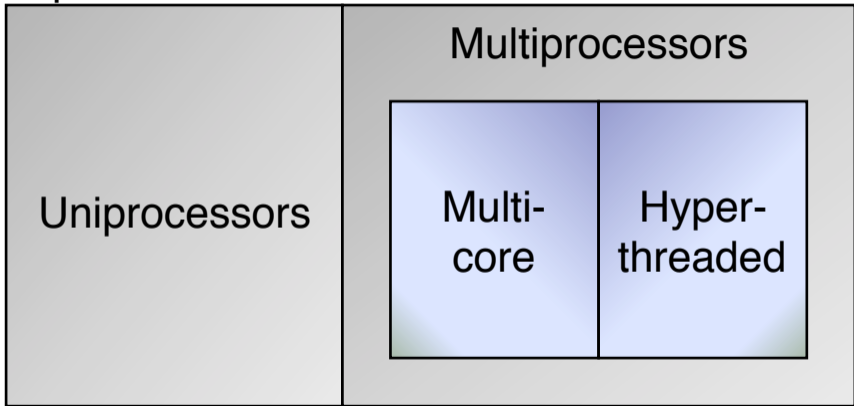 Multiprocessors
Uniprocessors
Multi-
core
Hyper-
threaded